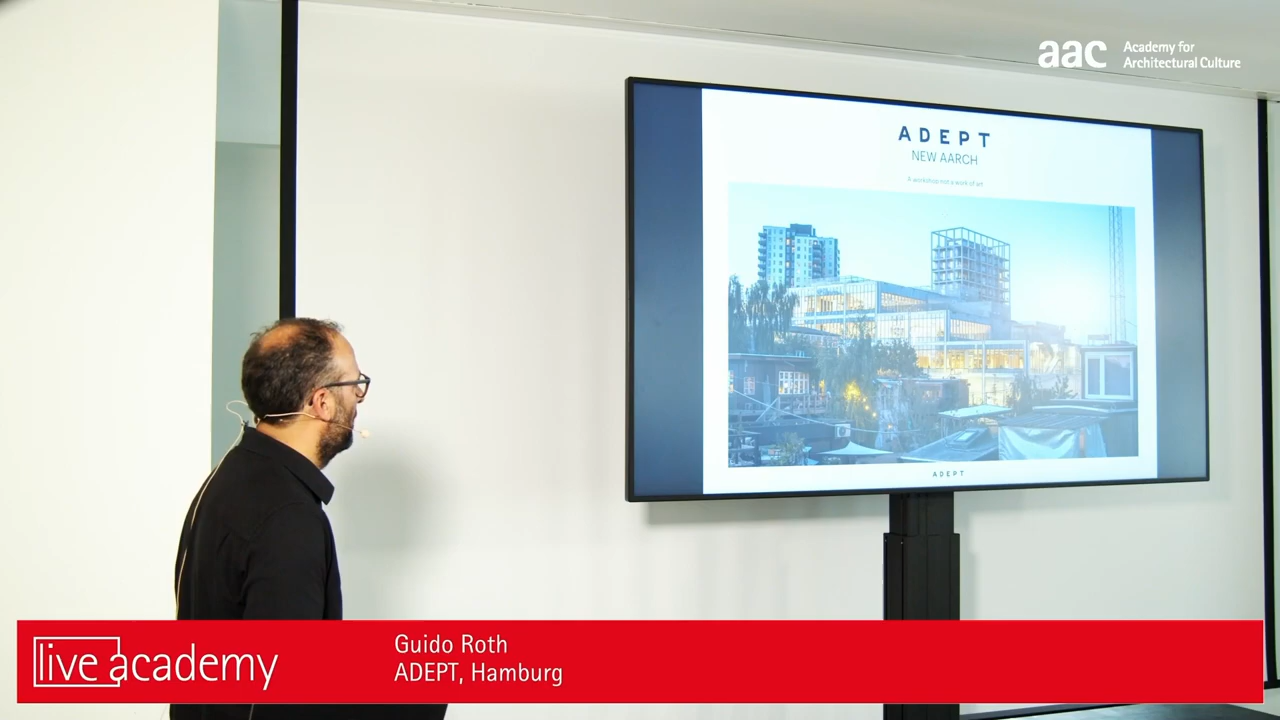 aac
Academy for
Architectural Culture
ADEPT
NEW AARCH
A workshop not a work of art
ADEPT
live academy
Guido Roth
ADEPT, Hamburg